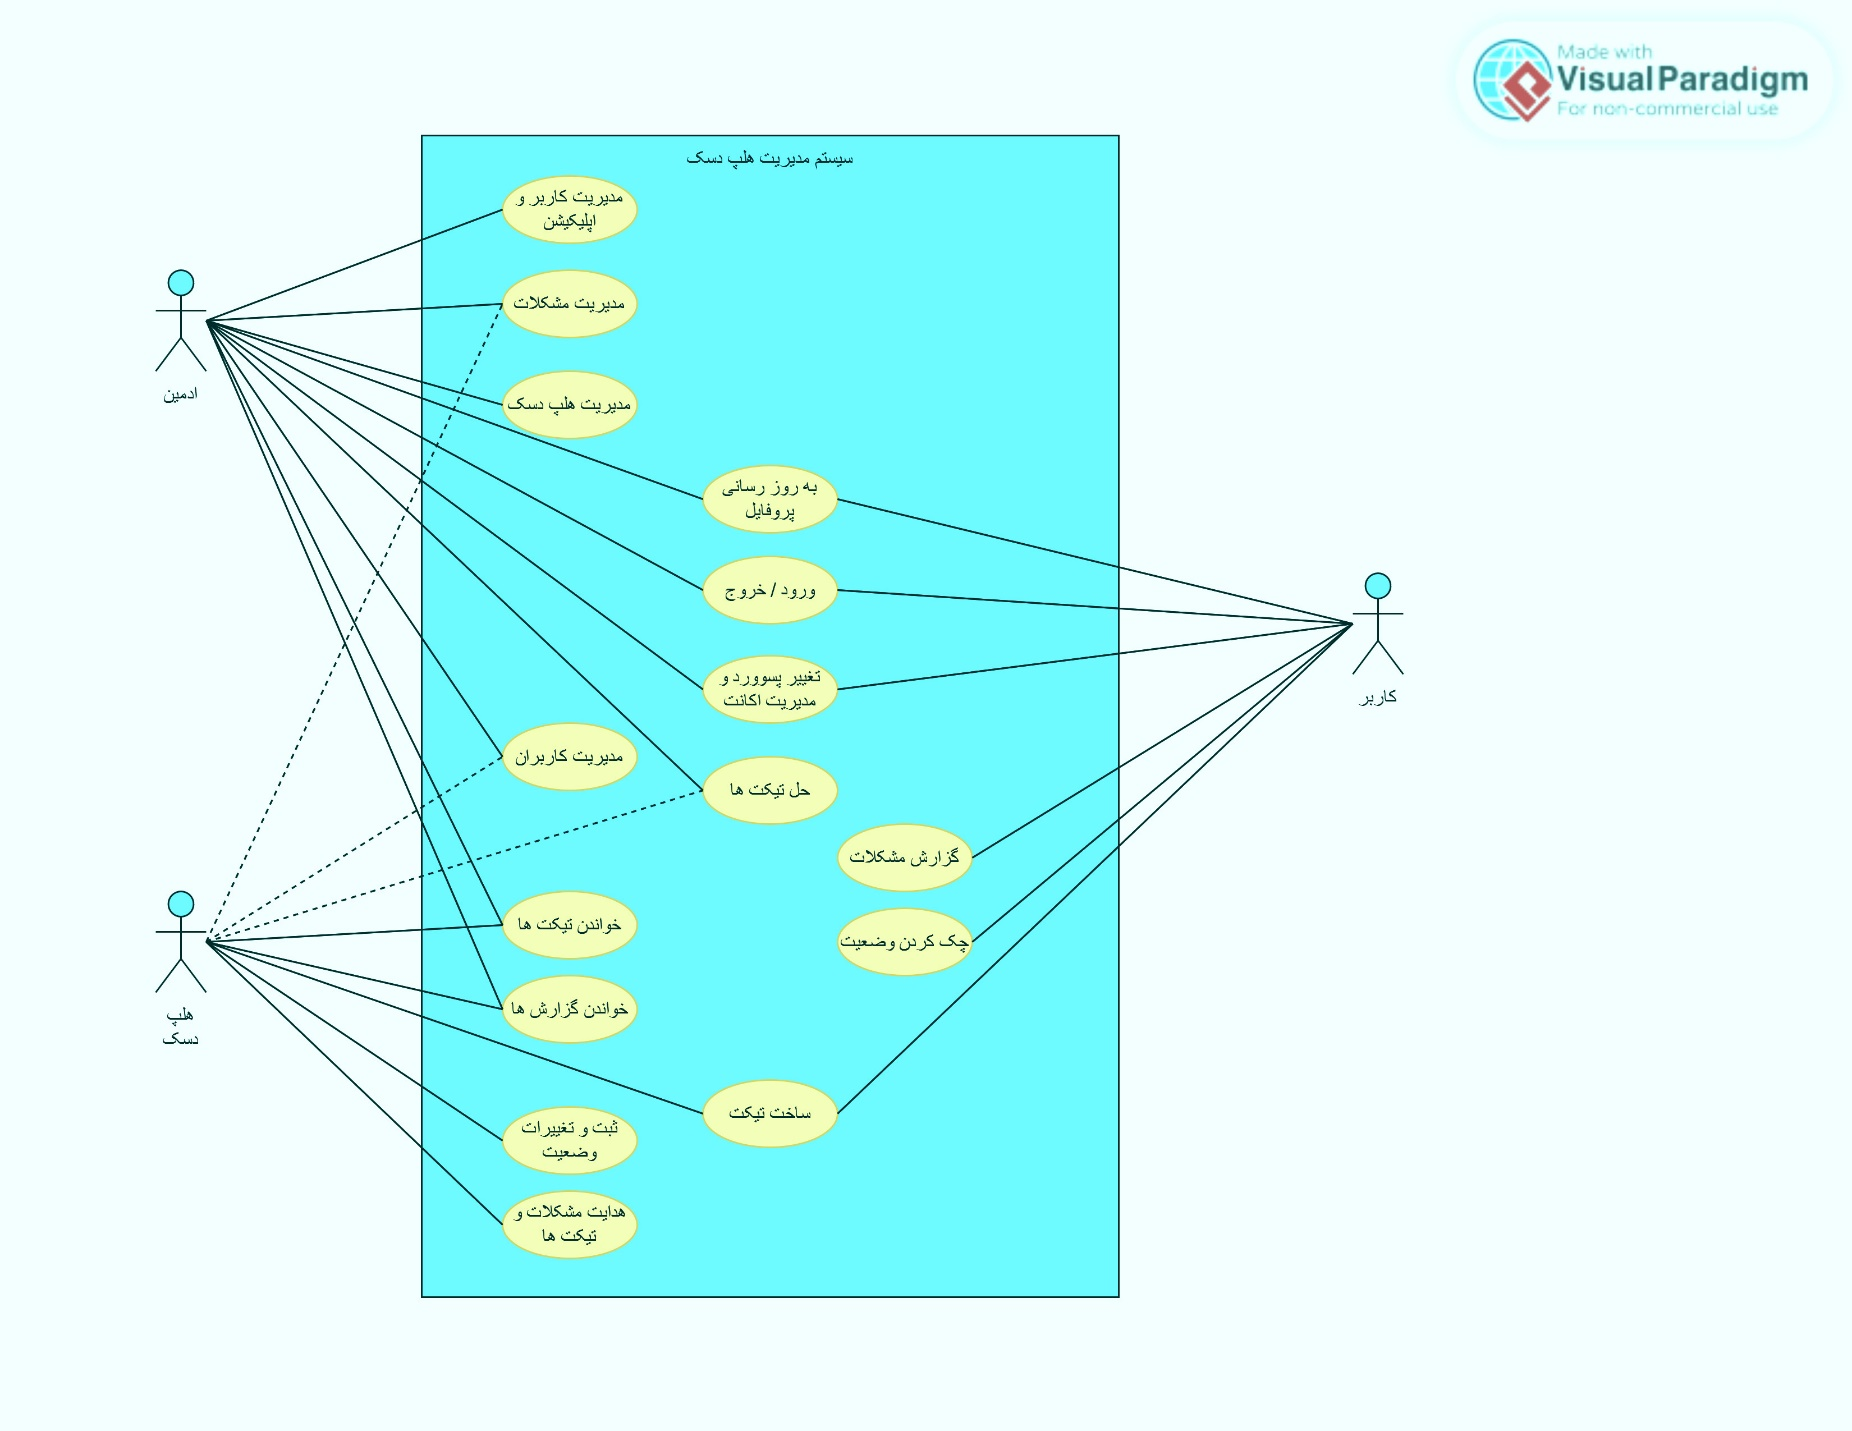 Made with
Visual Paradigm
For non-commercial use
سیستم مدیریت هلپ دسک
مدیریت کاربر و
اپلیکیشن
مدیریت مشکلات
ادمین
مدیریت هلپ دسک
به روز رسانی
پروفایل
ورود / خروج
کاربر
تغییر پسوورد و
مدیریت اکانت
مدیریت کاربران
حل تیکت ها
گزارش مشکلات
خواندن تیکت ها
چک کردن وضعیت
خواندن گزارش ها
هلپ
دسک
ساخت تیکت
ثبت و تغییرات
وضعیت
هدایت مشکلات و
تیکت ها